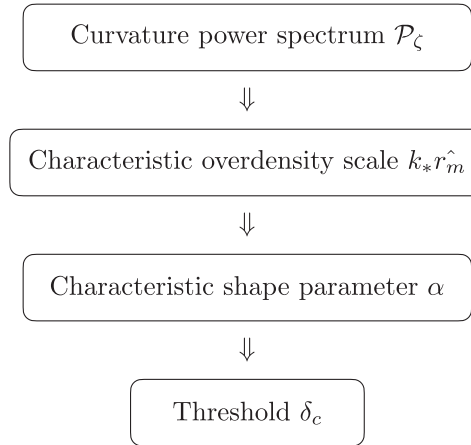 Curvature power spectrum 𝒫_ζ
⇓
Characteristic overdensity scale k_* r̂_m
⇓
Characteristic shape parameter α
⇓
Threshold δ_c